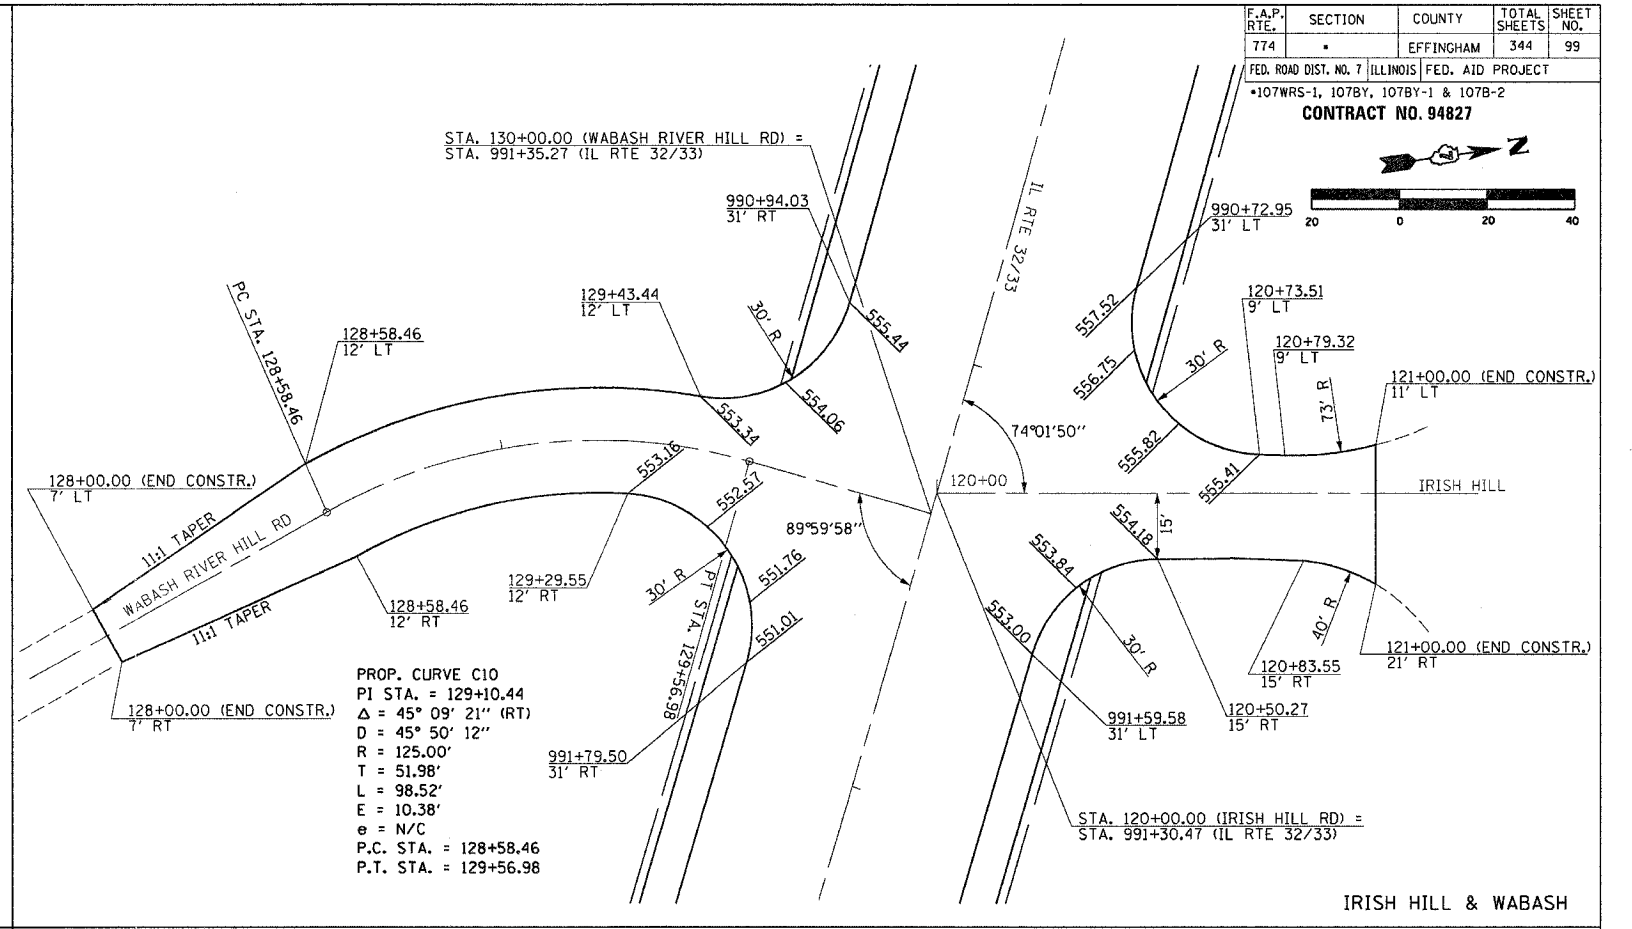 F.A.P. RTE. SECTION COUNTY TOTAL SHEETS SHEET NO.
774 * EFFINGHAM 344 99
FED. ROAD DIST. NO. 7 ILLINOIS FED. AID PROJECT
*107WRS-1, 107BY, 107BY-1 & 107B-2
CONTRACT NO. 94827
N
20 0 20 40
STA. 130+00.00 (WABASH RIVER HILL RD) =
STA. 991+35.27 (IL RTE 32/33)
990+94.03
31' RT
IL RTE 32/33
990+72.95
31' LT
PC STA. 128+58.46
128+58.46
12' LT
129+43.44
12' LT
30' R
555.44
557.52
120+73.51
9' LT
120+79.32
9' LT
556.75
30' R
73' R
121+00.00 (END CONSTR.)
11' LT
553.34
554.06
74°01'50"
555.82
555.41
128+00.00 (END CONSTR.)
7' LT
553.16
552.57
120+00
IRISH HILL
11:1 TAPER
WABASH RIVER HILL RD
11:1 TAPER
89°59'58"
554.18
15'
553.84
129+29.55
12' RT
30' R
551.76
128+58.46
12' RT
PT STA. 129+56.98
551.01
553.00
30' R
40' R
121+00.00 (END CONSTR.)
21' RT
120+83.55
15' RT
128+00.00 (END CONSTR.)
7' RT
991+59.58
31' LT
120+50.27
15' RT
991+79.50
31' RT
PROP. CURVE C10
PI STA. = 129+10.44
Δ = 45° 09' 21" (RT)
D = 45° 50' 12"
R = 125.00'
T = 51.98'
L = 98.52'
E = 10.38'
e = N/C
P.C. STA. = 128+58.46
P.T. STA. = 129+56.98
STA. 120+00.00 (IRISH HILL RD) =
STA. 991+30.47 (IL RTE 32/33)
IRISH HILL & WABASH